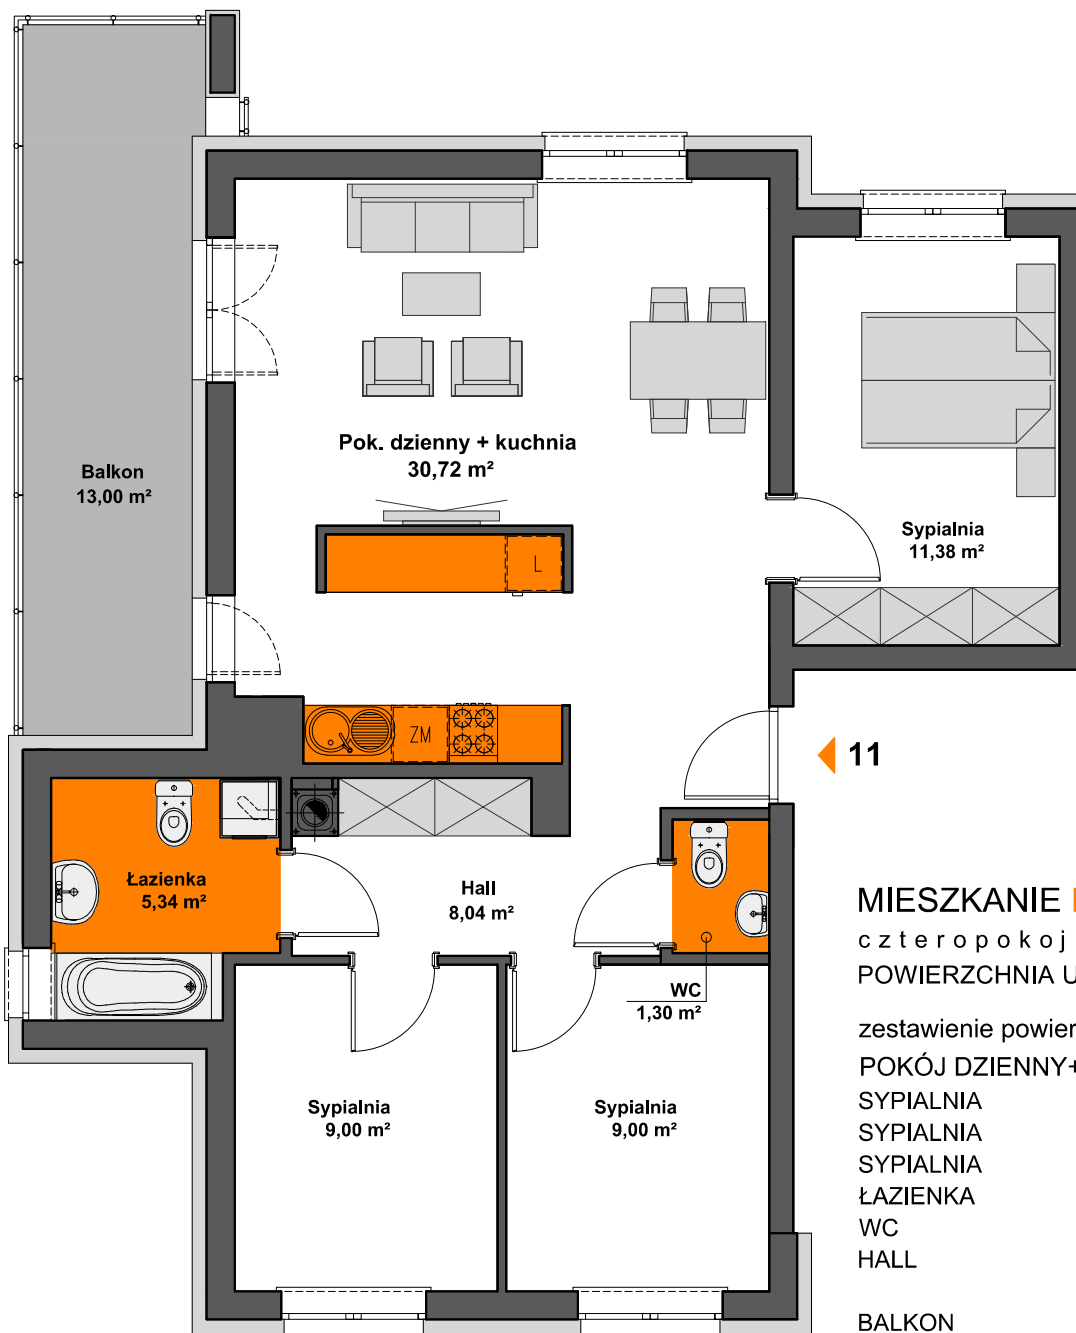 Pok. dzienny + kuchnia
30,72 m²
Balkon
13,00 m²
Sypialnia
11,38 m²
L
ZM
11
Łazienka
5,34 m²
Hall
8,04 m²
WC
1,30 m²
Sypialnia
9,00 m²
Sypialnia
9,00 m²
MIESZKANIE
czteropokoj
POWIERZCHNIA U
zestawienie powier
POKÓJ DZIENNY+
SYPIALNIA
SYPIALNIA
SYPIALNIA
ŁAZIENKA
WC
HALL
BALKON